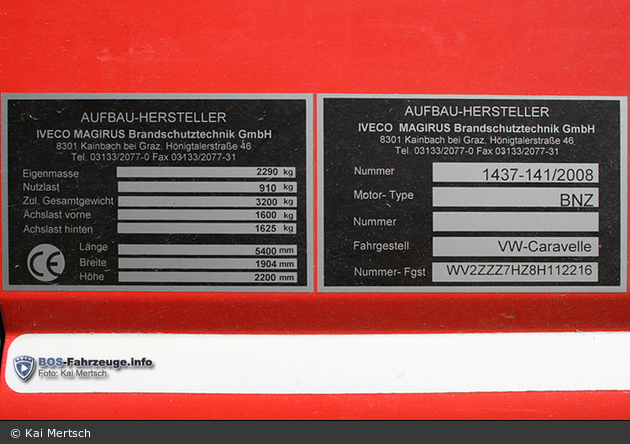 AUFBAU-HERSTELLER
IVECO MAGIRUS Brandschutztechnik GmbH
8301 Kainbach bei Graz, Hönigtalerstraße 46
Tel. 03133/2077-0 Fax 03133/2077-31
Eigenmasse 2290 kg
Nutzlast 910 kg
Zul. Gesamtgewicht 3200 kg
Achslast vorne 1600 kg
Achslast hinten 1625 kg
CE
Länge 5400 mm
Breite 1904 mm
Höhe 2200 mm
AUFBAU-HERSTELLER
IVECO MAGIRUS Brandschutztechnik GmbH
8301 Kainbach bei Graz, Hönigtalerstraße 46
Tel. 03133/2077-0 Fax 03133/2077-31
Nummer 1437-141/2008
Motor- Type BNZ
Nummer
Fahrgestell VW-Caravelle
Nummer- Fgst WV2ZZZ7HZ8H112216
BOS-Fahrzeuge.info
Foto: Kai Mertsch
© Kai Mertsch